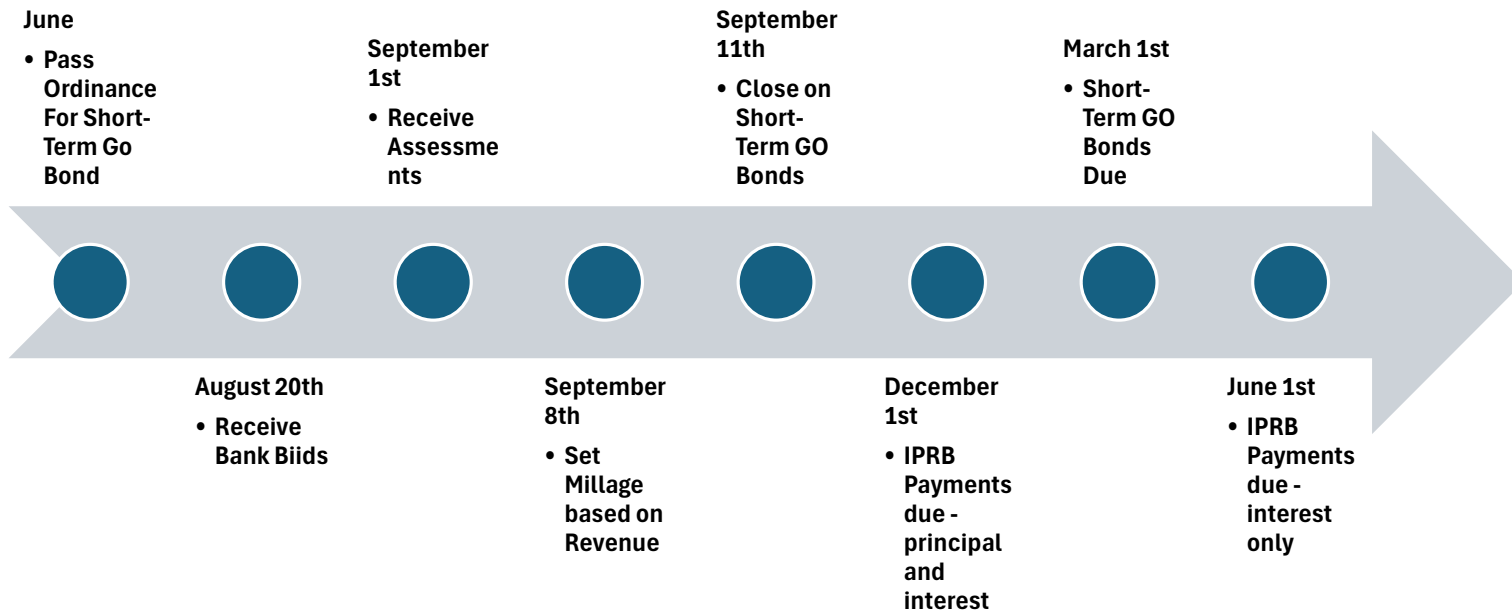 June
• Pass
Ordinance
For Short-
Term Go
Bond
August 20th
• Receive
Bank Biids
September
1st
• Receive
Assessme
nts
September
8th
• Set
Millage
based on
Revenue
September
11th
• Close on
Short-
Term GO
Bonds
December
1st
• IPRB
Payments
due -
principal
and
interest
March 1st
• Short-
Term GO
Bonds
Due
June 1st
• IPRB
Payments
due -
interest
only